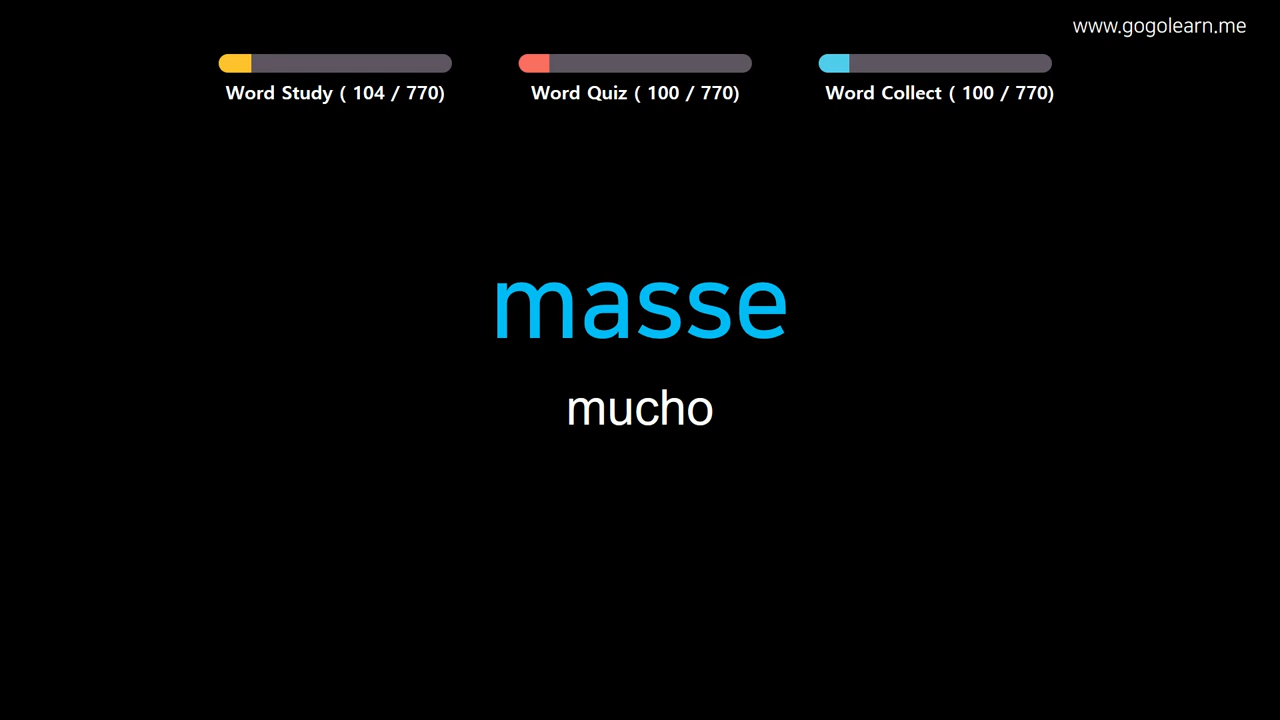 www.gogolearn.me
Word Study ( 104 / 770)
Word Quiz ( 100 / 770)
Word Collect ( 100 / 770)
masse
mucho